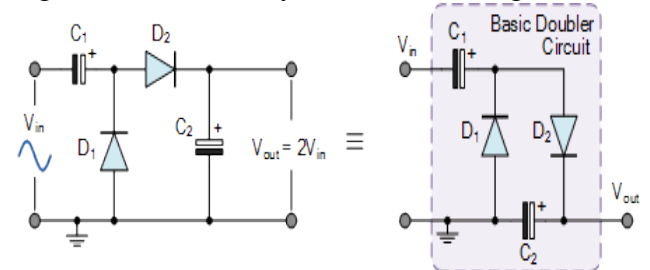 C1
+
D2
Vin
D1
C2
+
Vout = 2Vin
≡
Basic Doubler
Circuit
Vin
C1
+
D1
D2
+
C2
Vout